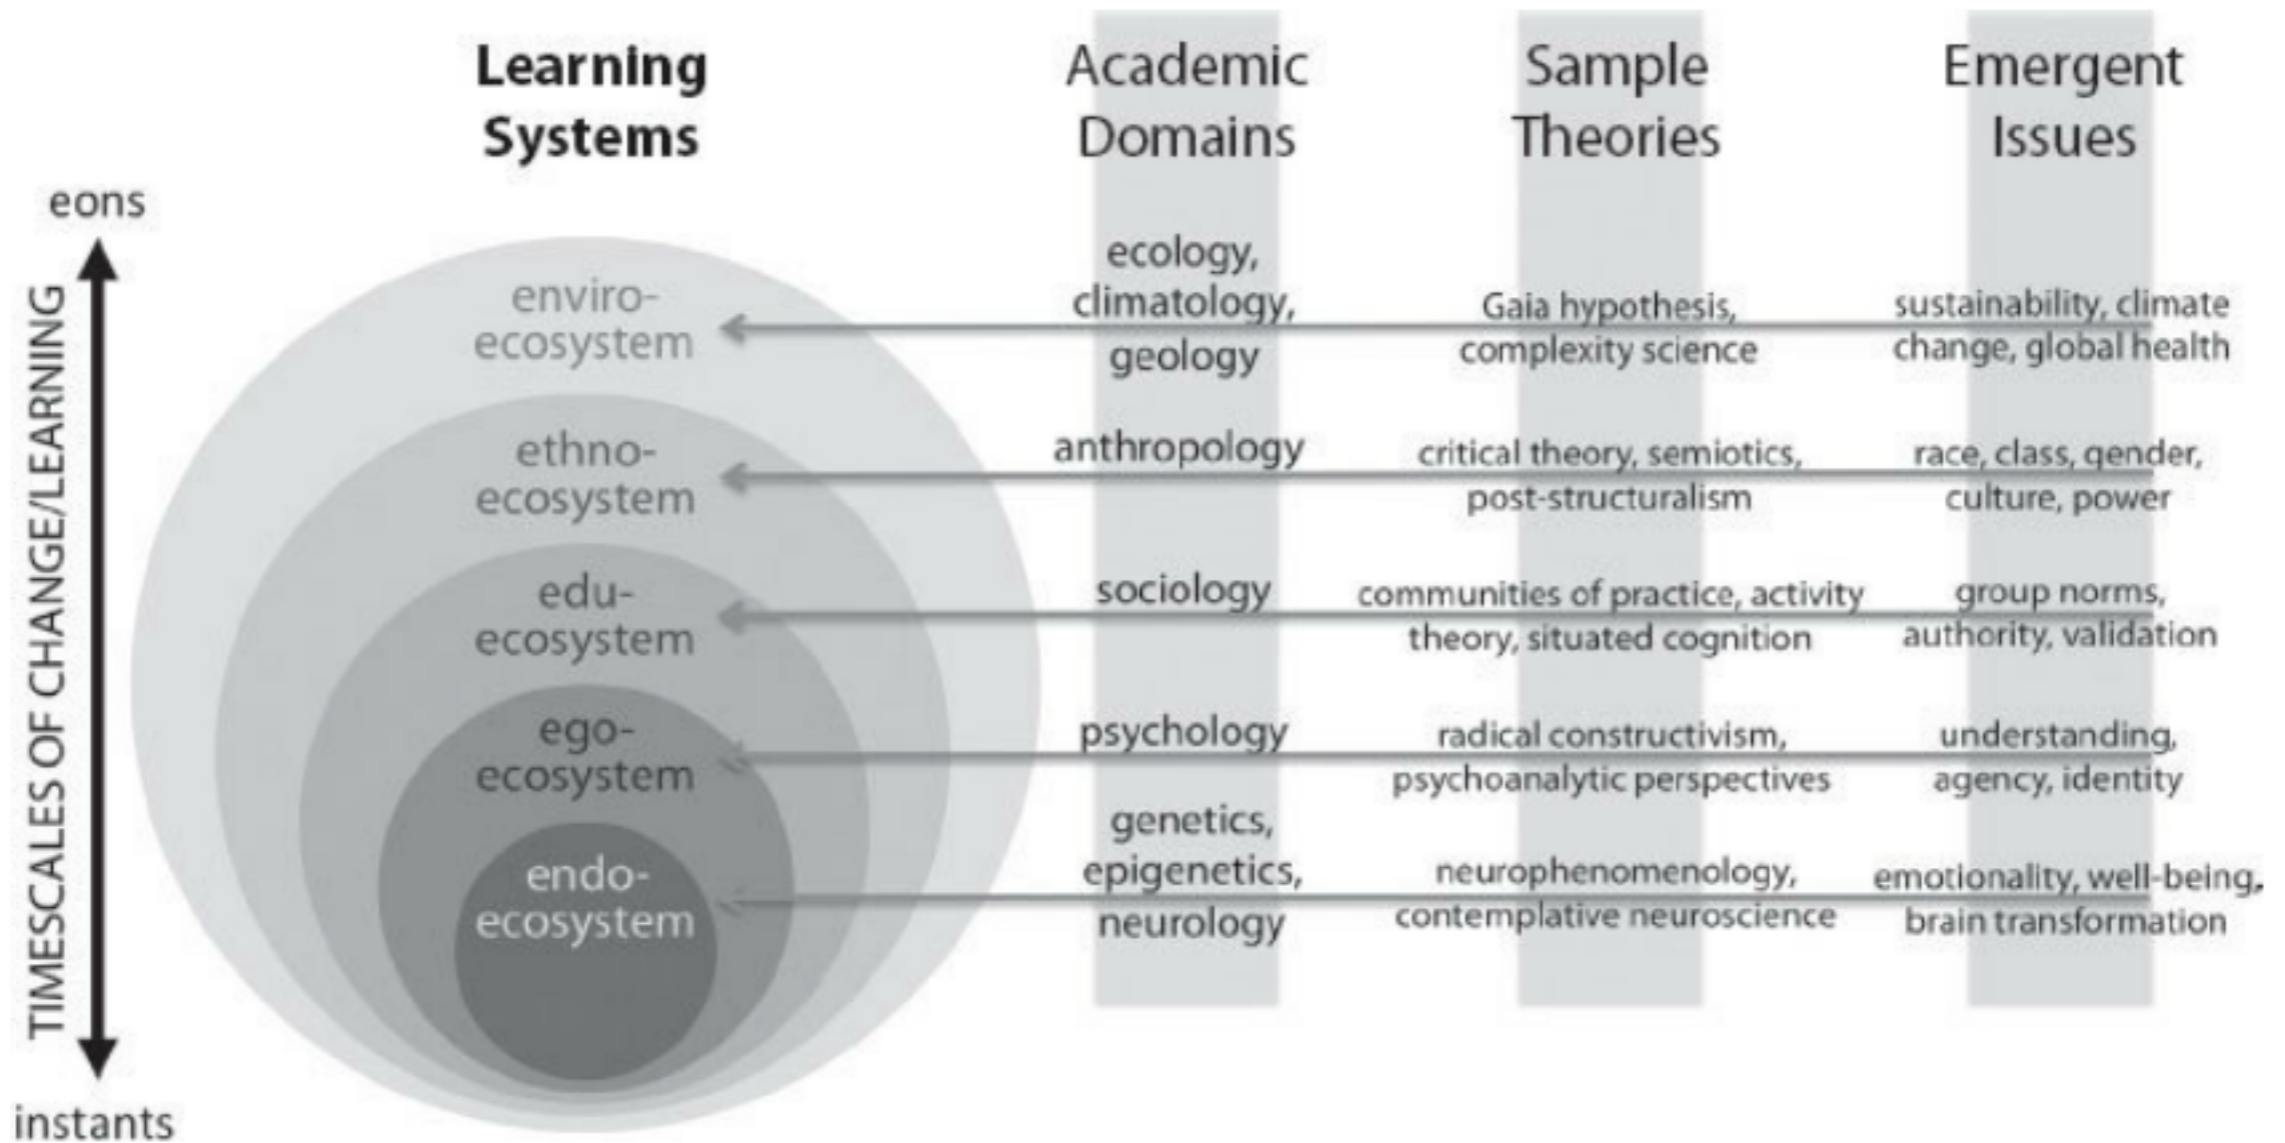 Learning
Systems
Academic
Domains
Sample
Theories
Emergent
Issues
eons
TIMESCALES OF CHANGE/LEARNING
instants
enviro-
ecosystem
ecology,
climatology,
geology
Gaia hypothesis,
complexity science
sustainability, climate
change, global health
ethno-
ecosystem
anthropology
critical theory, semiotics,
post-structuralism
race, class, gender,
culture, power
edu-
ecosystem
sociology
communities of practice, activity
theory, situated cognition
group norms,
authority, validation
ego-
ecosystem
psychology
radical constructivism,
psychoanalytic perspectives
understanding,
agency, identity
endo-
ecosystem
genetics,
epigenetics,
neurology
neurophenomenology,
contemplative neuroscience
emotionality, well-being,
brain transformation